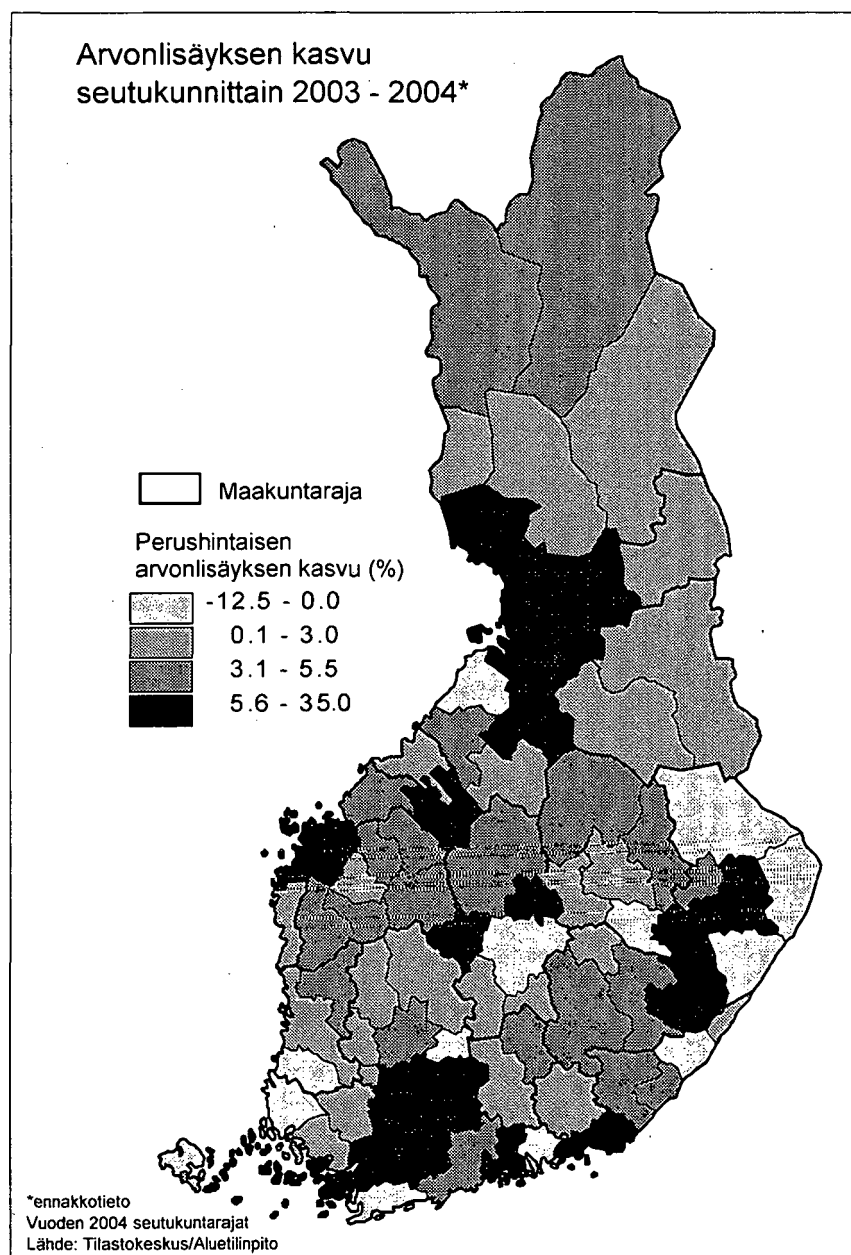 Arvonlisäyksen kasvu
seutukunnittain 2003 - 2004*
Maakuntaraja
Perushintaisen
arvonlisäyksen kasvu (%)
-12.5 - 0.0
0.1 - 3.0
3.1 - 5.5
5.6 - 35.0
*ennakkotieto
Vuoden 2004 seutukuntarajat
Lähde: Tilastokeskus/Aluetilinpito